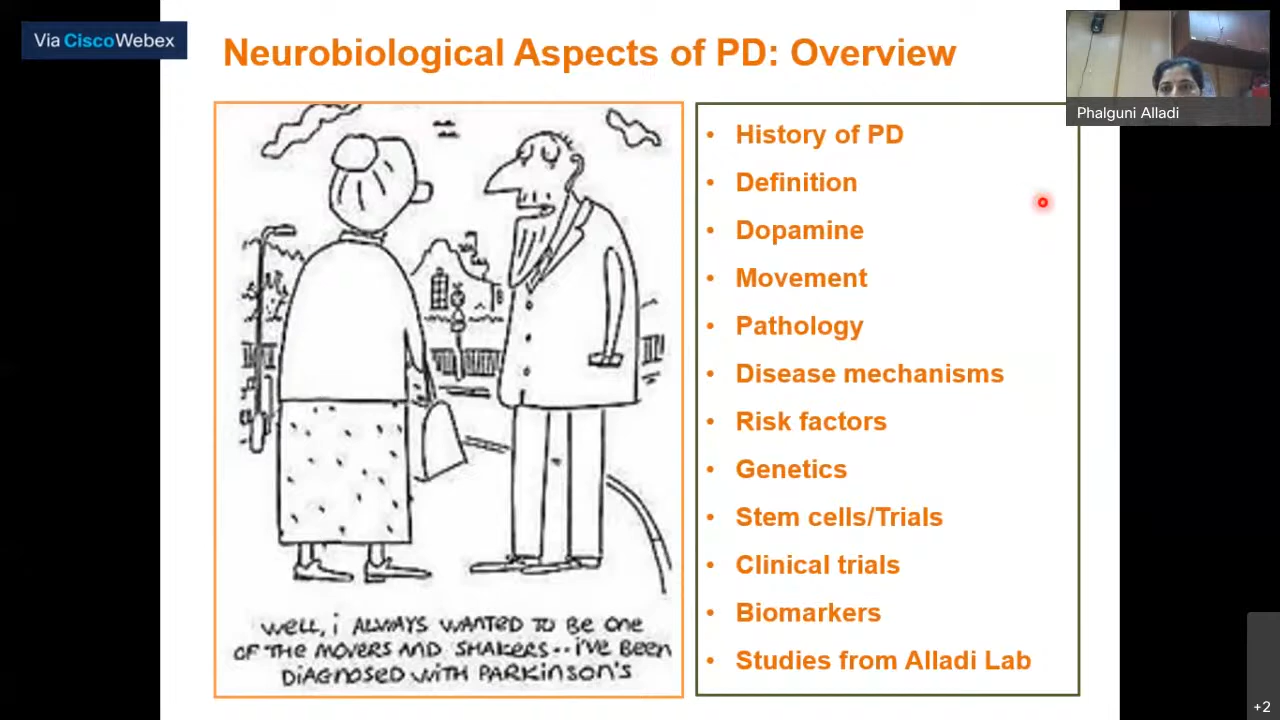 Via Cisco Webex
Neurobiological Aspects of PD: Overview
Phalguni Alladi
• History of PD
• Definition
• Dopamine
• Movement
• Pathology
• Disease mechanisms
• Risk factors
• Genetics
• Stem cells/Trials
• Clinical trials
• Biomarkers
• Studies from Alladi Lab
WELL, i ALWAYS WANTED TO BE ONE
OF THE MOVERS AND SHAKERS.. i'VE BEEN
DiAGNOSED WiTH PARKiNSON'S
+2